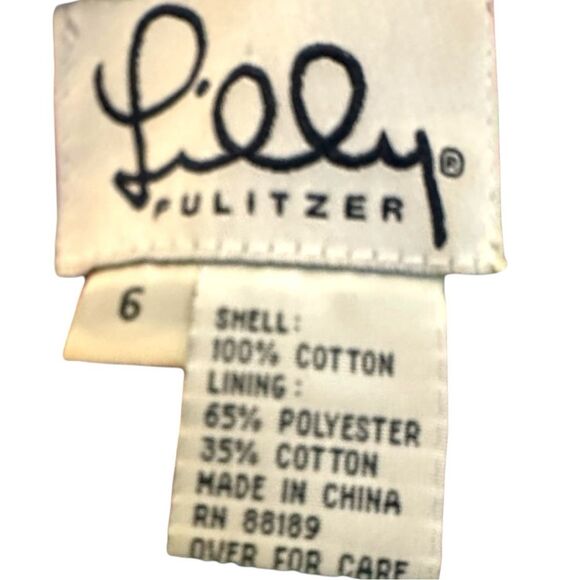 Lilly®
PULITZER
6
SHELL:
100% COTTON
LINING:
65% POLYESTER
35% COTTON
MADE IN CHINA
RN 88189
OVER FOR CARE